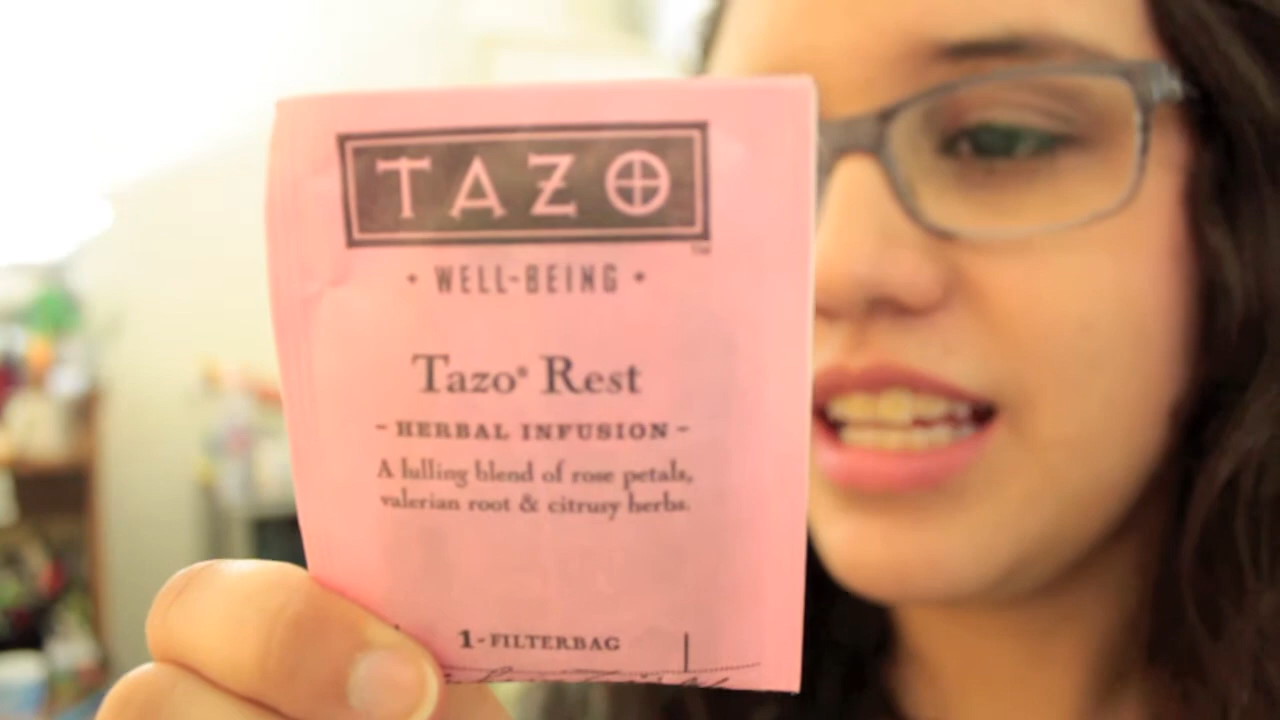 TAZO
™
• WELL-BEING •
Tazo® Rest
- HERBAL INFUSION -
A lulling blend of rose petals,
valerian root & citrusy herbs.
1-FILTERBAG